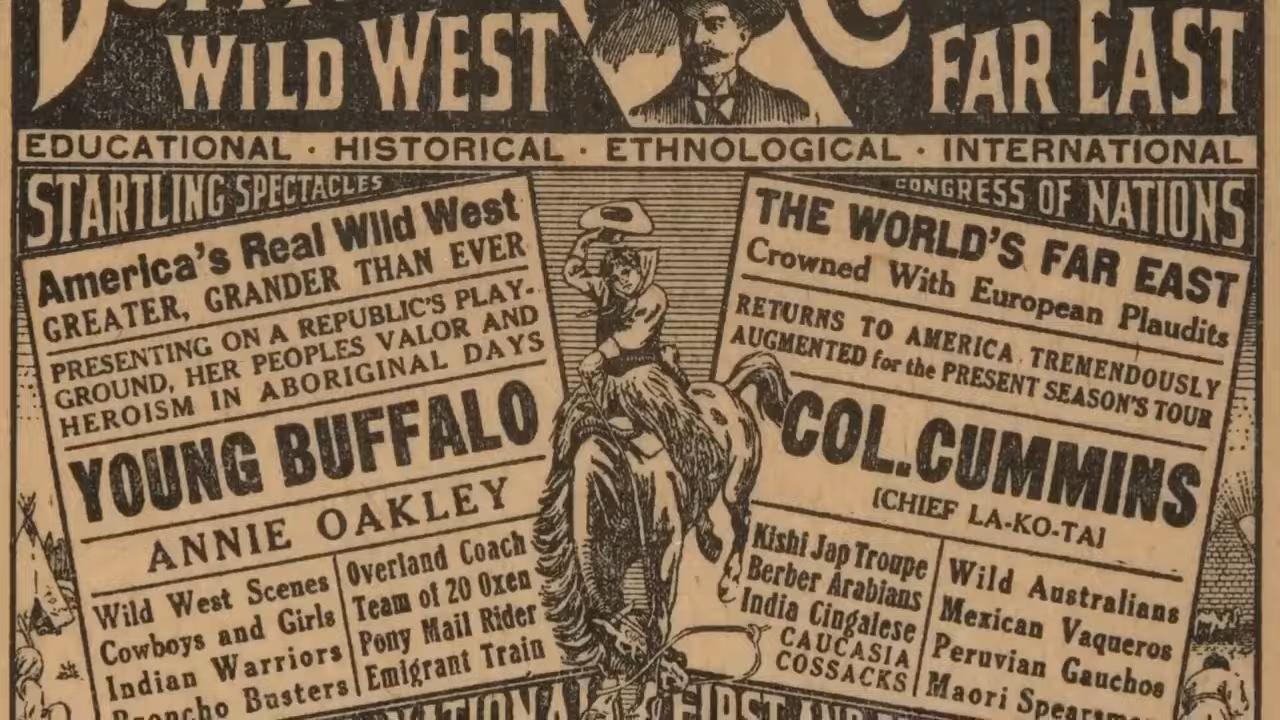 WILD WEST
FAR EAST
EDUCATIONAL · HISTORICAL · ETHNOLOGICAL · INTERNATIONAL
STARTLING SPECTACLES
America's Real Wild West
GREATER, GRANDER THAN EVER
PRESENTING ON A REPUBLIC'S PLAY-
GROUND, HER PEOPLES VALOR AND
HEROISM IN ABORIGINAL DAYS
YOUNG BUFFALO
ANNIE OAKLEY
Wild West Scenes
Cowboys and Girls
Indian Warriors
Broncho Busters
Overland Coach
Team of 20 Oxen
Pony Mail Rider
Emigrant Train
CONGRESS OF NATIONS
THE WORLD'S FAR EAST
Crowned With European Plaudits
RETURNS TO AMERICA TREMENDOUSLY
AUGMENTED for the PRESENT SEASON'S TOUR
COL. CUMMINS
[CHIEF LA-KO-TA]
Kishi Jap Troupe
Berber Arabians
India Cingalese
CAUCASIA
COSSACKS
Wild Australians
Mexican Vaqueros
Peruvian Gauchos
Maori
FIRST AND